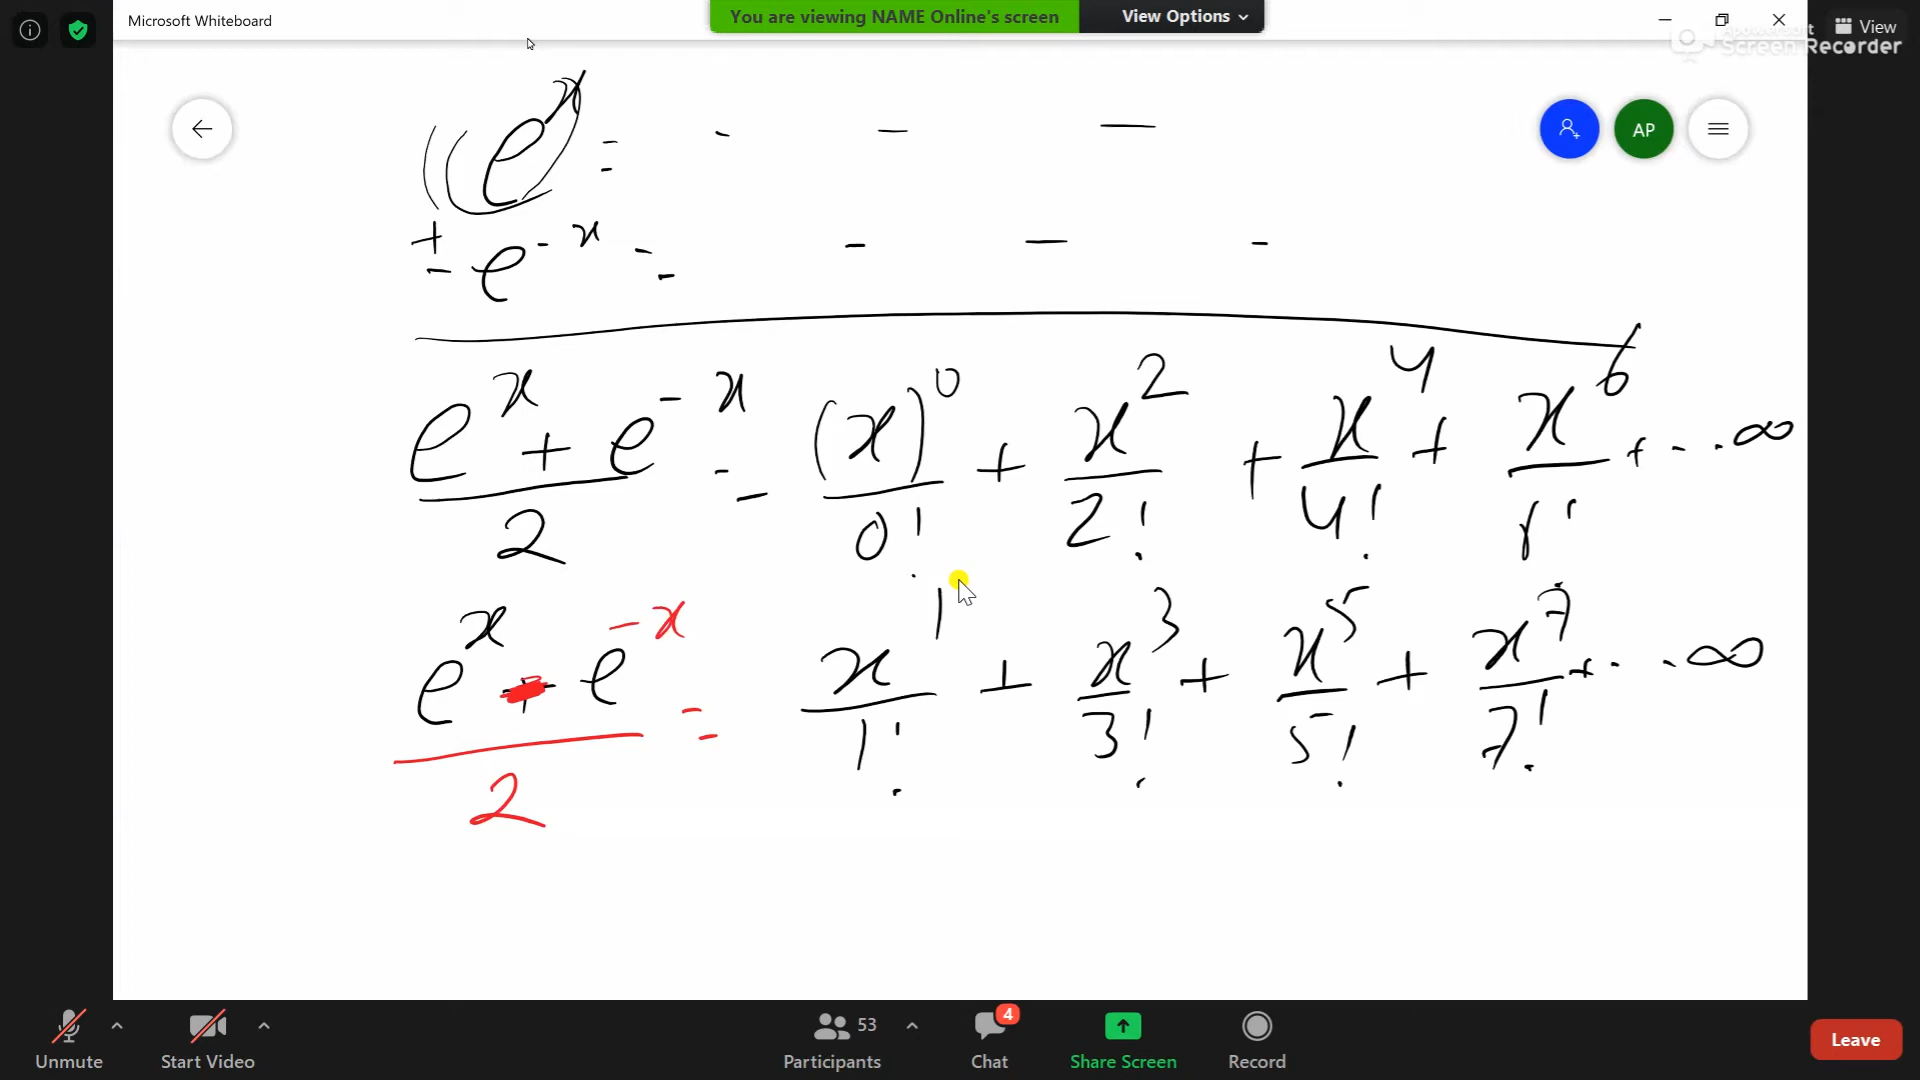 Microsoft Whiteboard
You are viewing NAME Online's screen
View Options
View
Apowersoft
Screen Recorder
AP
e^x = - - -
± e^-x = - - -
(e^x + e^-x)/2 = (x)^0/0! + x^2/2! + x^4/4! + x^6/ + - - ∞
(e^x - e^-x)/2 = x^1/1! + x^3/3! + x^5/5! + x^7/7! + - - ∞
53
4
Unmute
Start Video
Participants
Chat
Share Screen
Record
Leave